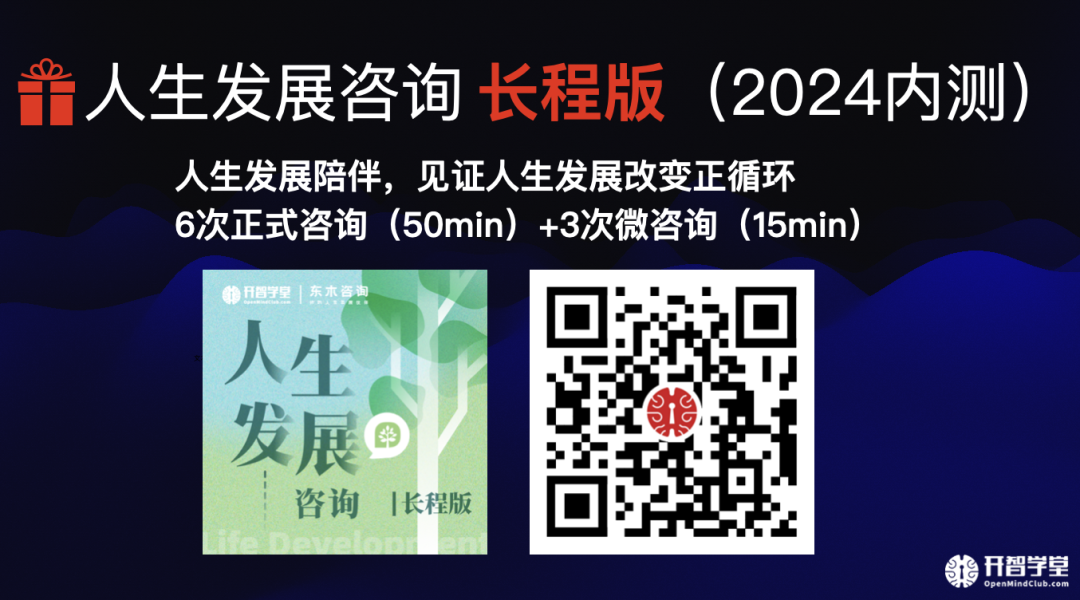 人生发展咨询 长程版（2024内测）
人生发展陪伴，见证人生发展改变正循环
6次正式咨询（50min）+3次微咨询（15min）
开智学堂 | 东木咨询
OpenMindClub.com
人生
发展
咨询 |长程版
Life Development
开智学堂
OpenMindClub.com